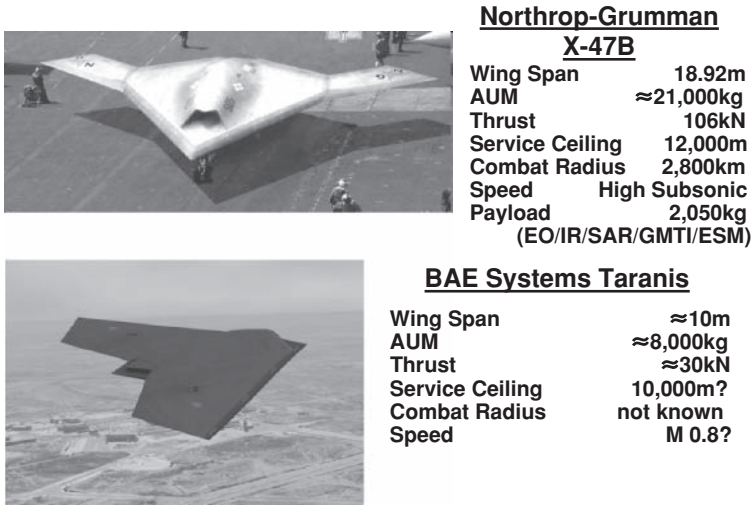 Northrop-Grumman
X-47B
Wing Span 18.92m
AUM ≈21,000kg
Thrust 106kN
Service Ceiling 12,000m
Combat Radius 2,800km
Speed High Subsonic
Payload 2,050kg
(EO/IR/SAR/GMTI/ESM)
BAE Systems Taranis
Wing Span ≈10m
AUM ≈8,000kg
Thrust ≈30kN
Service Ceiling 10,000m?
Combat Radius not known
Speed M 0.8?